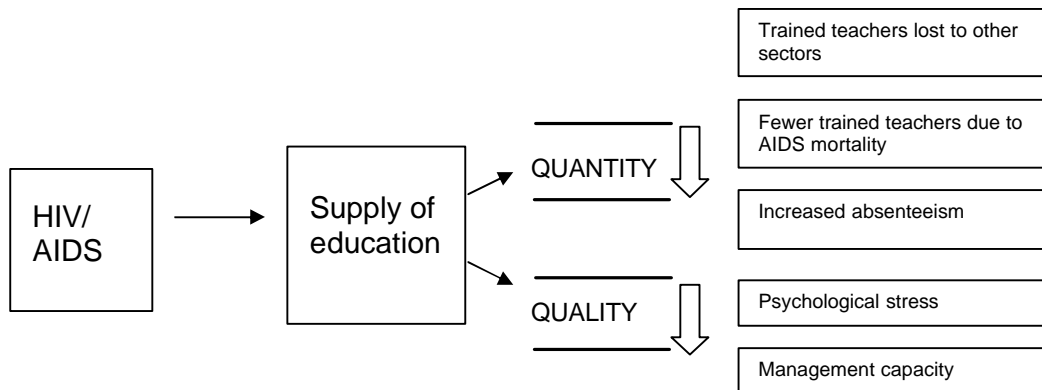 HIV/
AIDS
Supply of
education
QUANTITY
QUALITY
Trained teachers lost to other
sectors
Fewer trained teachers due to
AIDS mortality
Increased absenteeism
Psychological stress
Management capacity